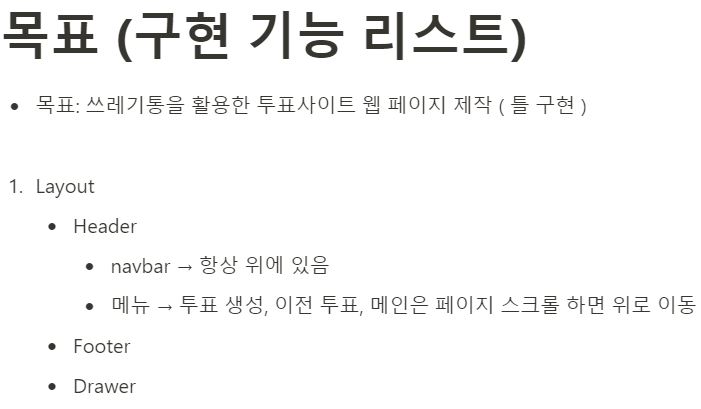 목표 (구현 기능 리스트)
• 목표: 쓰레기통을 활용한 투표사이트 웹 페이지 제작 ( 틀 구현 )
1. Layout
• Header
• navbar → 항상 위에 있음
• 메뉴 → 투표 생성, 이전 투표, 메인은 페이지 스크롤 하면 위로 이동
• Footer
• Drawer